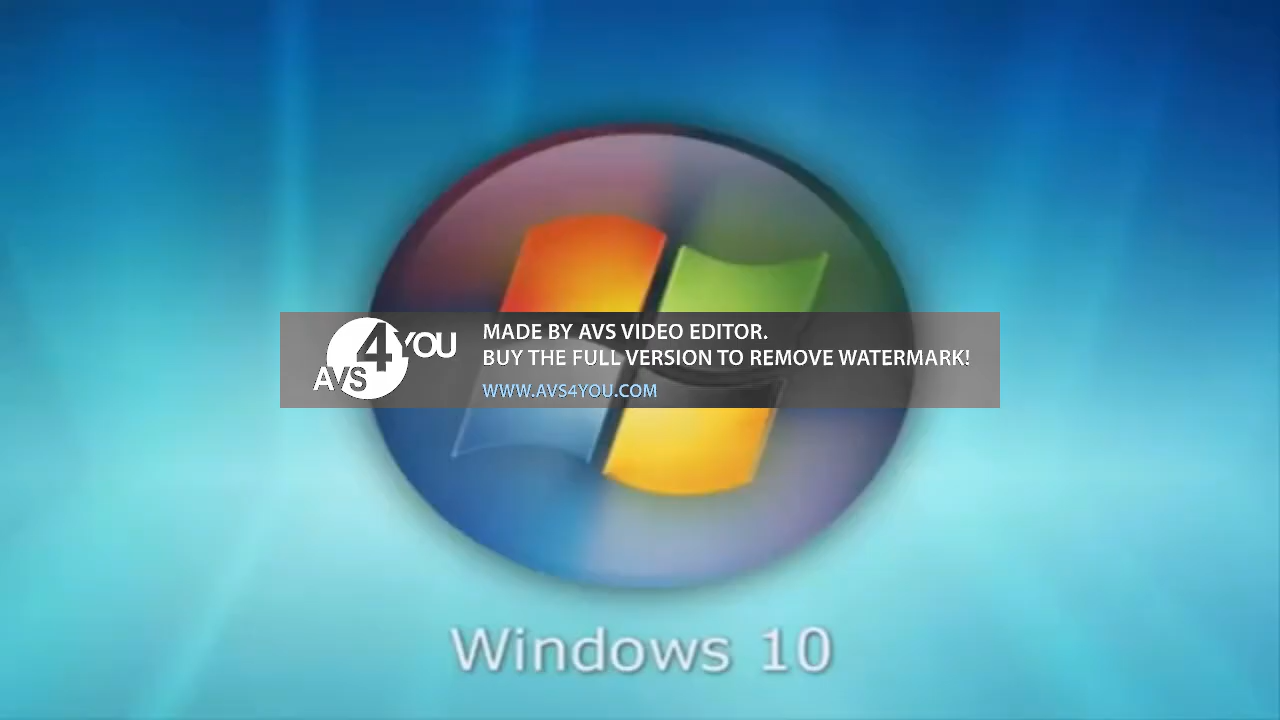 AVS4YOU
MADE BY AVS VIDEO EDITOR.
BUY THE FULL VERSION TO REMOVE WATERMARK!
WWW.AVS4YOU.COM
Windows 10